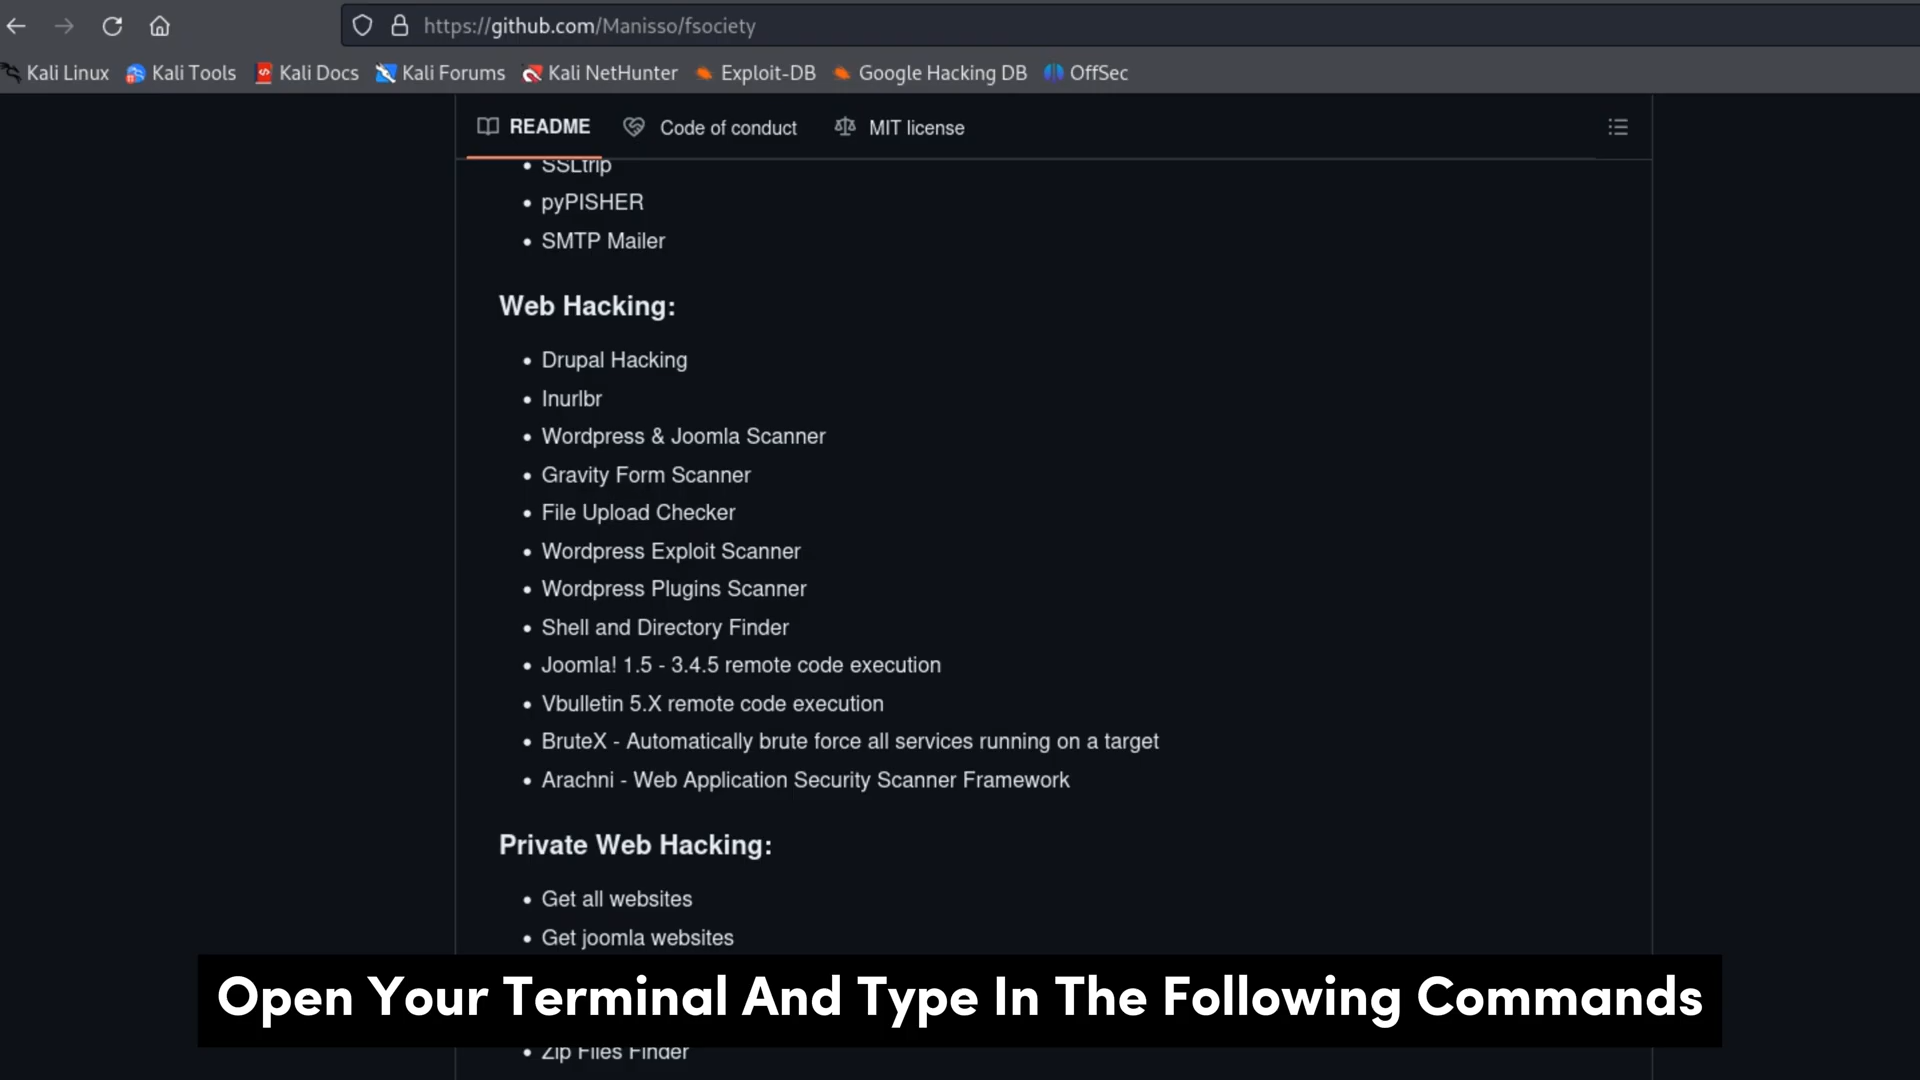 https://github.com/Manisso/fsociety
Kali Linux Kali Tools Kali Docs Kali Forums Kali NetHunter Exploit-DB Google Hacking DB OffSec
README Code of conduct MIT license
• SSLtrip
• pyPISHER
• SMTP Mailer
Web Hacking:
• Drupal Hacking
• Inurlbr
• Wordpress & Joomla Scanner
• Gravity Form Scanner
• File Upload Checker
• Wordpress Exploit Scanner
• Wordpress Plugins Scanner
• Shell and Directory Finder
• Joomla! 1.5 - 3.4.5 remote code execution
• Vbulletin 5.X remote code execution
• BruteX - Automatically brute force all services running on a target
• Arachni - Web Application Security Scanner Framework
Private Web Hacking:
• Get all websites
• Get joomla websites
Open Your Terminal And Type In The Following Commands
• Zip Files Finder